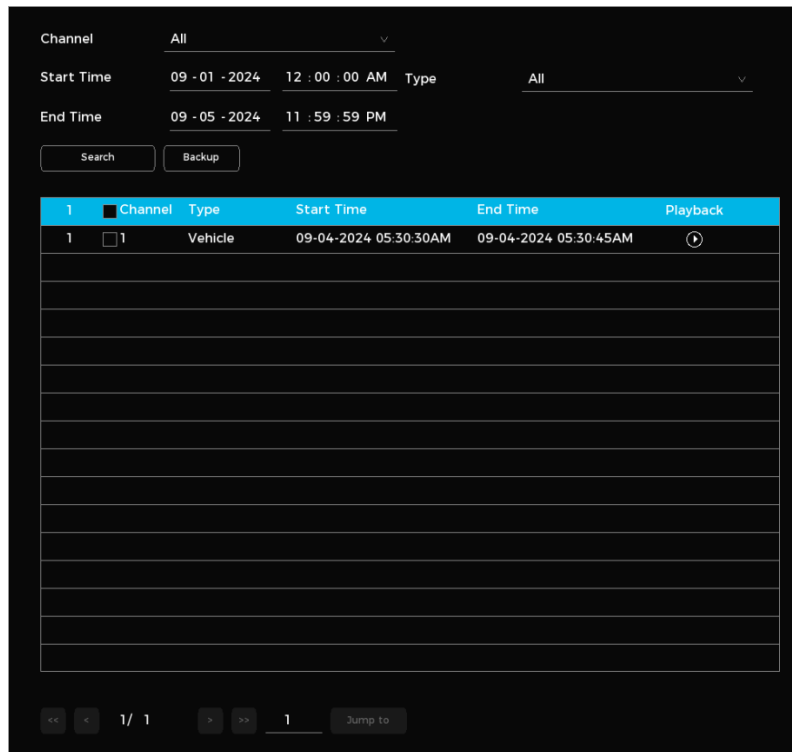 Channel All
Start Time 09 - 01 - 2024 12 : 00 : 00 AM Type All
End Time 09 - 05 - 2024 11 : 59 : 59 PM
Search Backup
1 Channel Type Start Time End Time Playback
1 1 Vehicle 09-04-2024 05:30:30AM 09-04-2024 05:30:45AM
<< < 1/ 1 > >> 1 Jump to